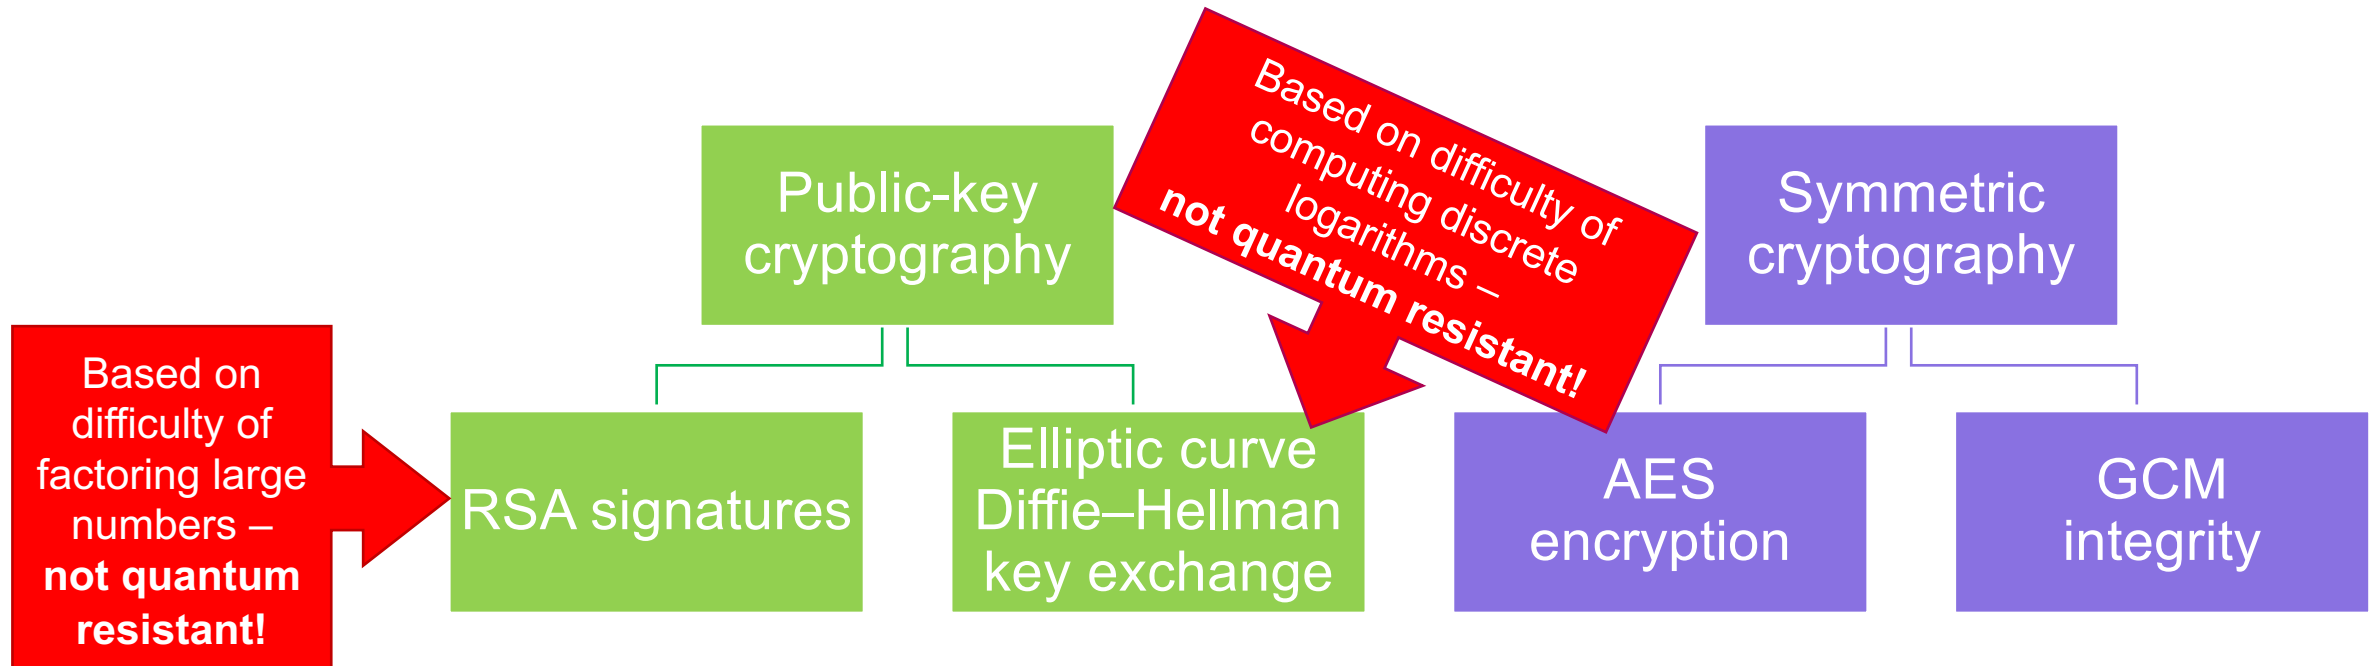 Public-key
cryptography
Based on difficulty of
computing discrete
logarithms –
not quantum resistant!
Symmetric
cryptography
Based on
difficulty of
factoring large
numbers –
not quantum
resistant!
RSA signatures
Elliptic curve
Diffie–Hellman
key exchange
AES
encryption
GCM
integrity